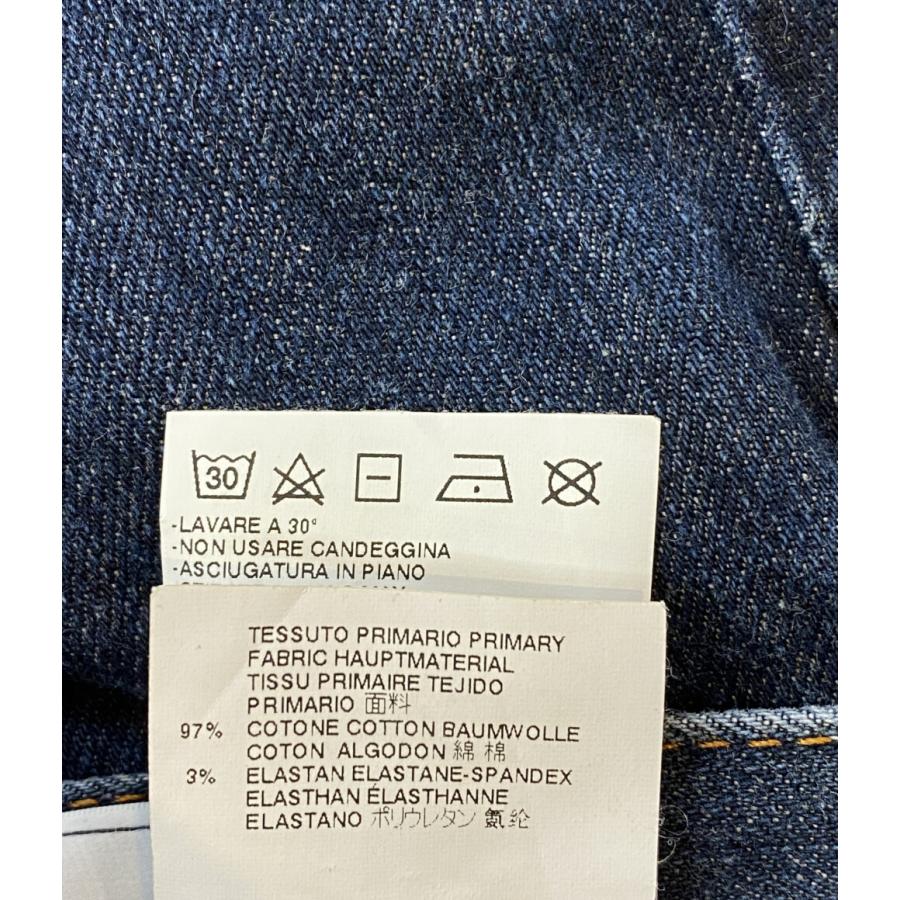 30
-LAVARE A 30°
-NON USARE CANDEGGINA
-ASCIUGATURA IN PIANO
TESSUTO PRIMARIO PRIMARY
FABRIC HAUPTMATERIAL
TISSU PRIMAIRE TEJIDO
PRIMARIO 面料
97% COTONE COTTON BAUMWOLLE
COTON ALGODON 綿 棉
3% ELASTAN ELASTANE-SPANDEX
ELASTHAN ÉLASTHANNE
ELASTANO ポリウレタン 氨纶